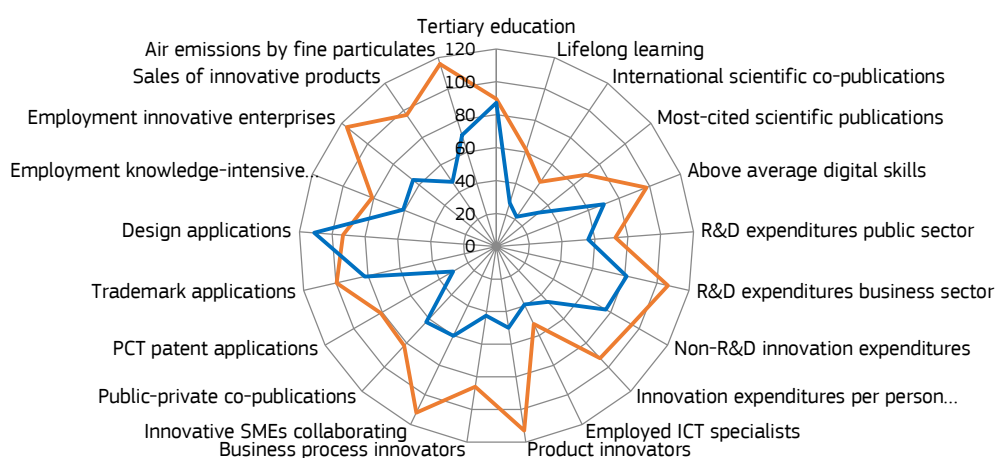 Tertiary education
Air emissions by fine particulates
120
Lifelong learning
Sales of innovative products
100
International scientific co-publications
Employment innovative enterprises
80
Most-cited scientific publications
60
Employment knowledge-intensive...
40
Above average digital skills
20
Design applications
0
R&D expenditures public sector
Trademark applications
R&D expenditures business sector
PCT patent applications
Non-R&D innovation expenditures
Public-private co-publications
Innovation expenditures per person...
Innovative SMEs collaborating
Employed ICT specialists
Business process innovators
Product innovators